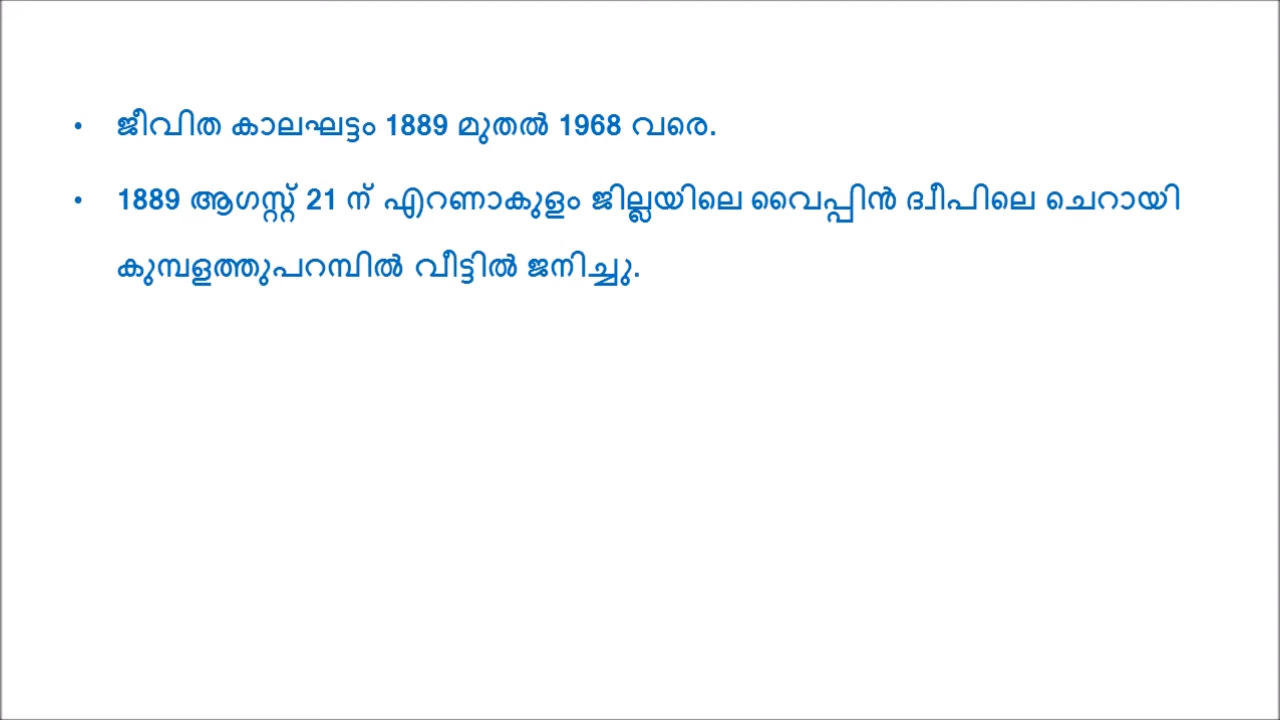 • ജീവിത കാലഘട്ടം 1889 മുതൽ 1968 വരെ.
• 1889 ആഗസ്റ്റ് 21 ന് എറണാകുളം ജില്ലയിലെ വൈപ്പിൻ ദ്വീപിലെ ചെറായി
കുമ്പളത്തുപറമ്പിൽ വീട്ടിൽ ജനിച്ചു.